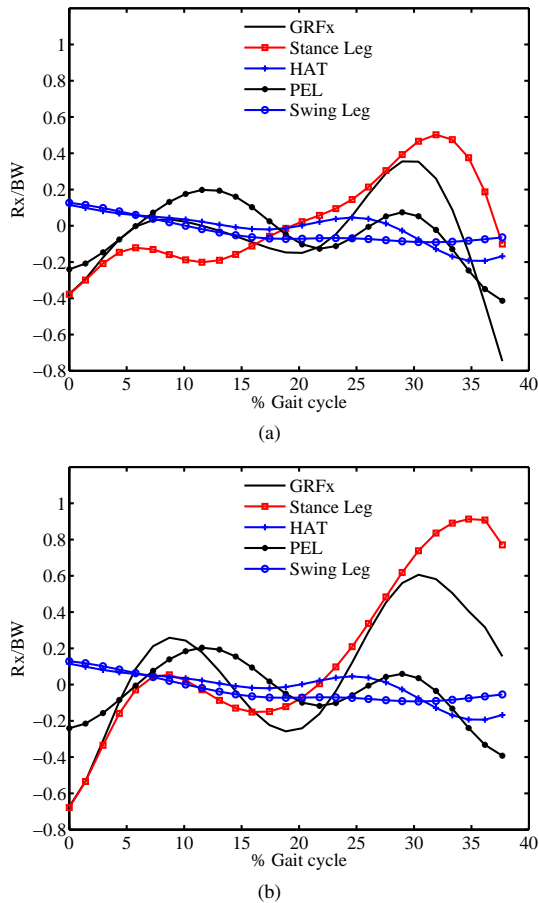 1
0.8
0.6
0.4
0.2
0
−0.2
−0.4
−0.6
−0.8
Rx/BW
GRFx
Stance Leg
HAT
PEL
Swing Leg
0 5 10 15 20 25 30 35 40
% Gait cycle
(a)
1
0.8
0.6
0.4
0.2
0
−0.2
−0.4
−0.6
−0.8
Rx/BW
GRFx
Stance Leg
HAT
PEL
Swing Leg
0 5 10 15 20 25 30 35 40
% Gait cycle
(b)